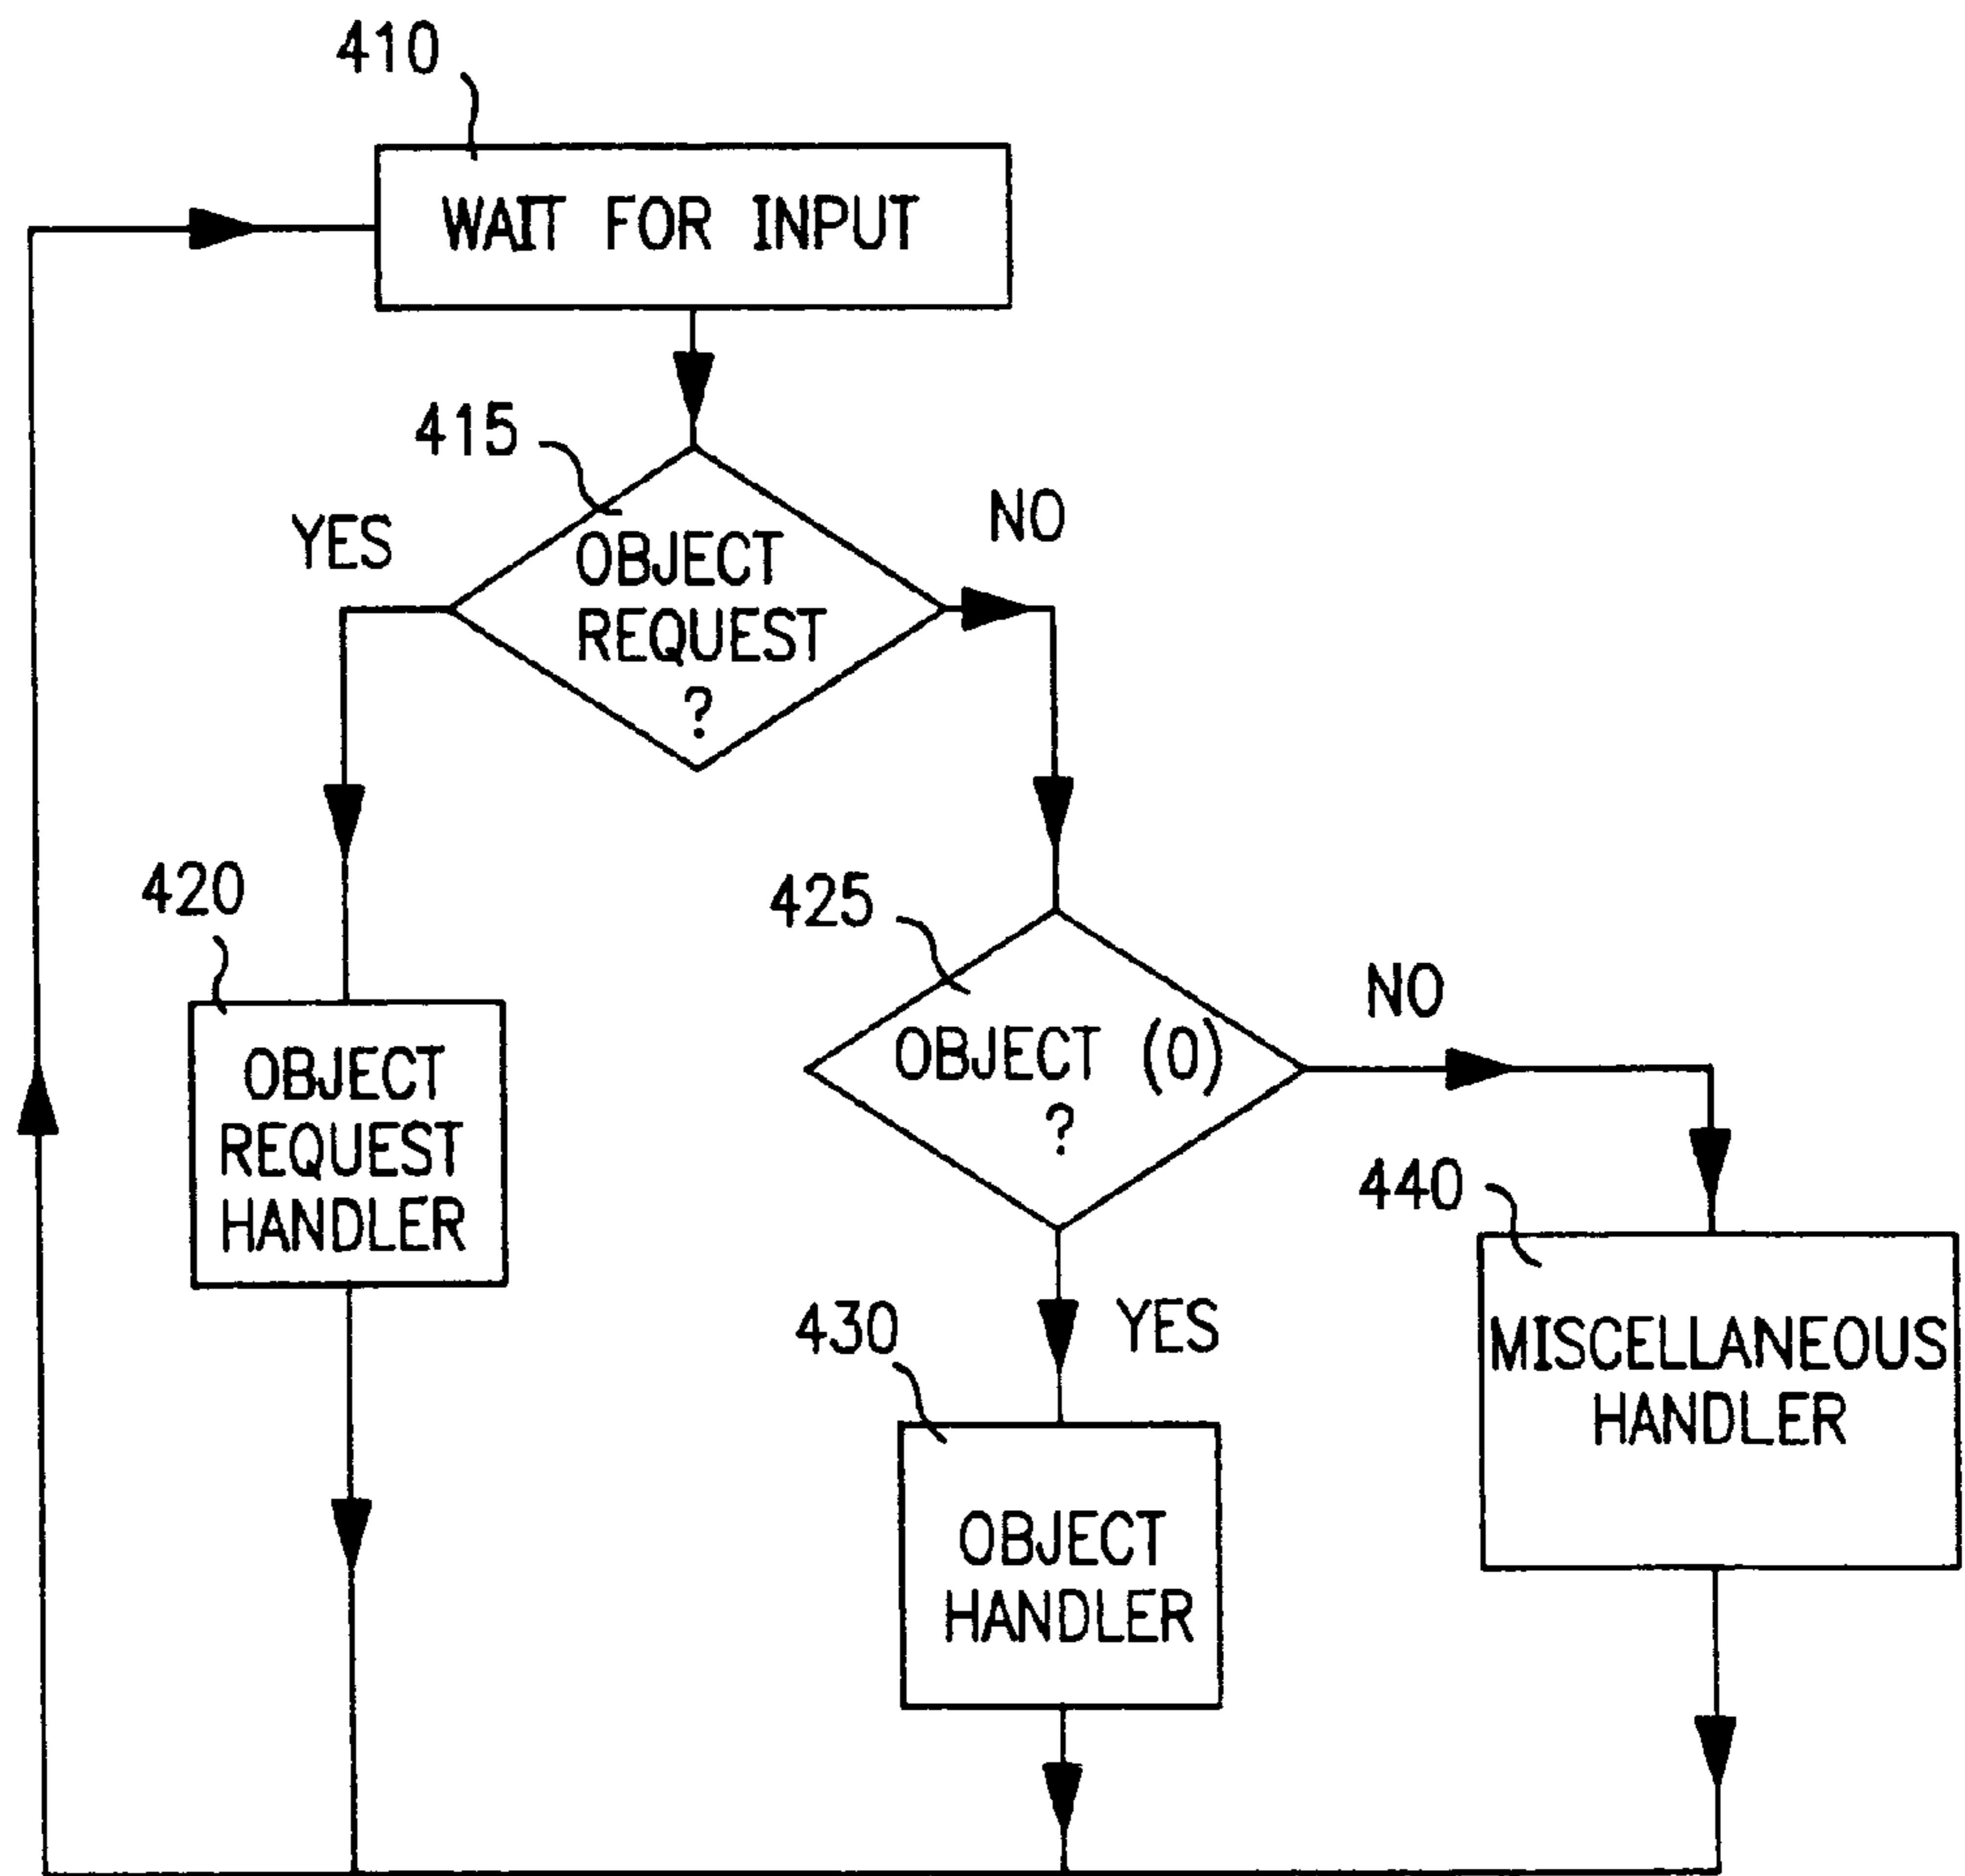 410
WAIT FOR INPUT
415
YES
NO
OBJECT
REQUEST
?
420
425
NO
OBJECT
REQUEST
HANDLER
OBJECT (O)
?
440
430
YES
MISCELLANEOUS
HANDLER
OBJECT
HANDLER